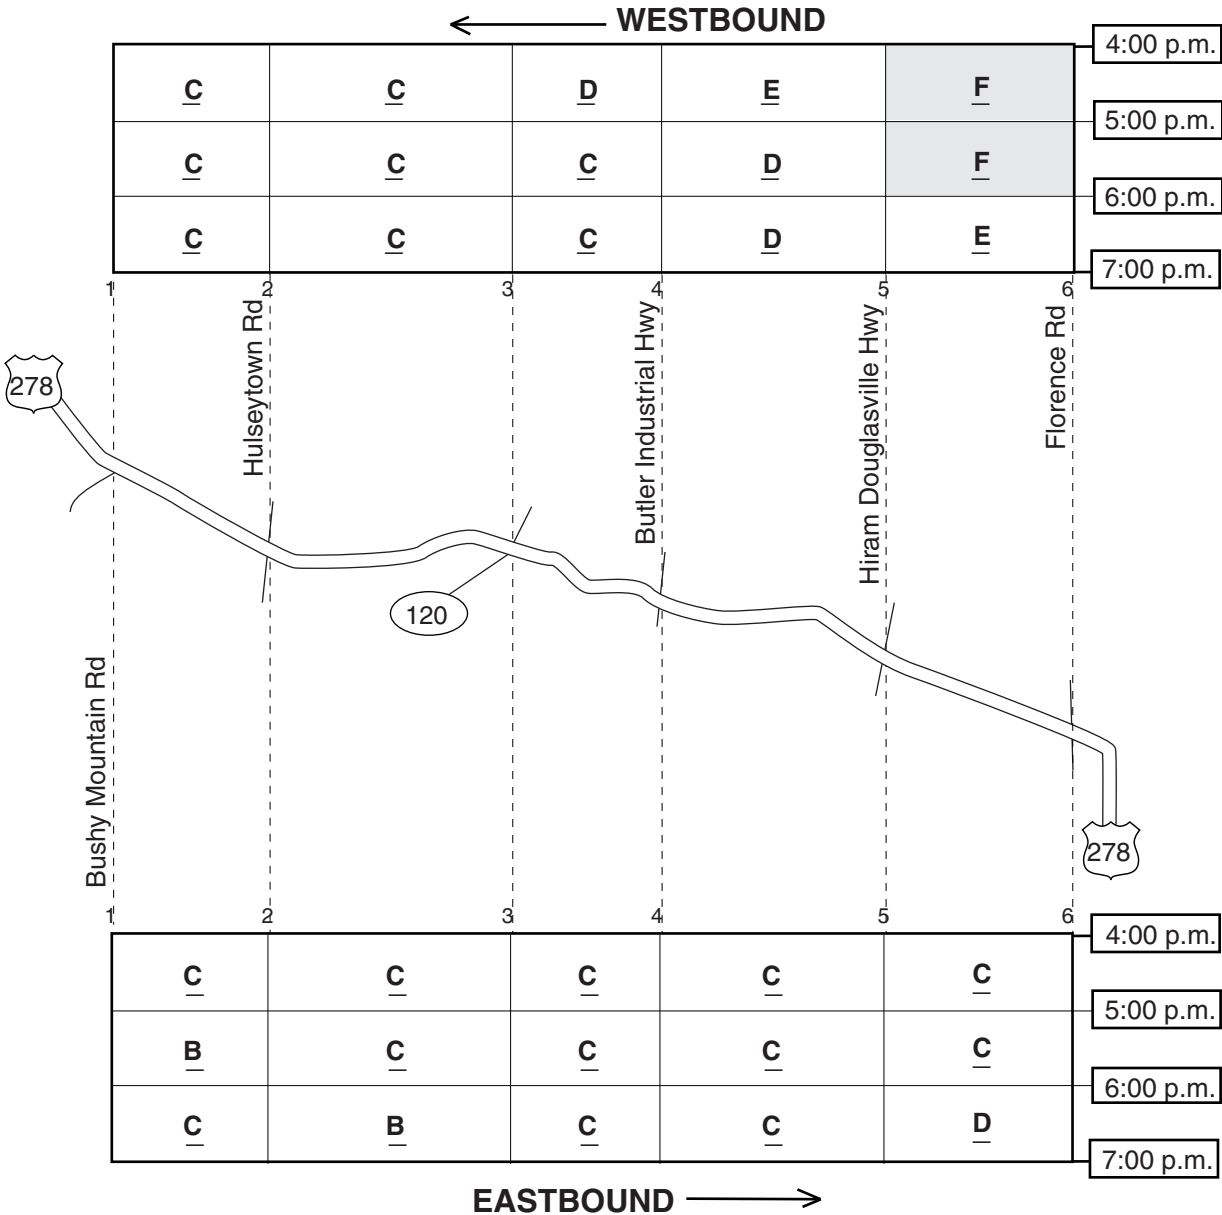 WESTBOUND
4:00 p.m.
C C D E F
5:00 p.m.
C C C D F
6:00 p.m.
C C C D E
7:00 p.m.
1 2 3 4 5 6
Hulseytown Rd
Butler Industrial Hwy
Hiram Douglasville Hwy
Florence Rd
278
120
Bushy Mountain Rd
278
1 2 3 4 5 6
4:00 p.m.
C C C C C
5:00 p.m.
B C C C C
6:00 p.m.
C B C C D
7:00 p.m.
EASTBOUND